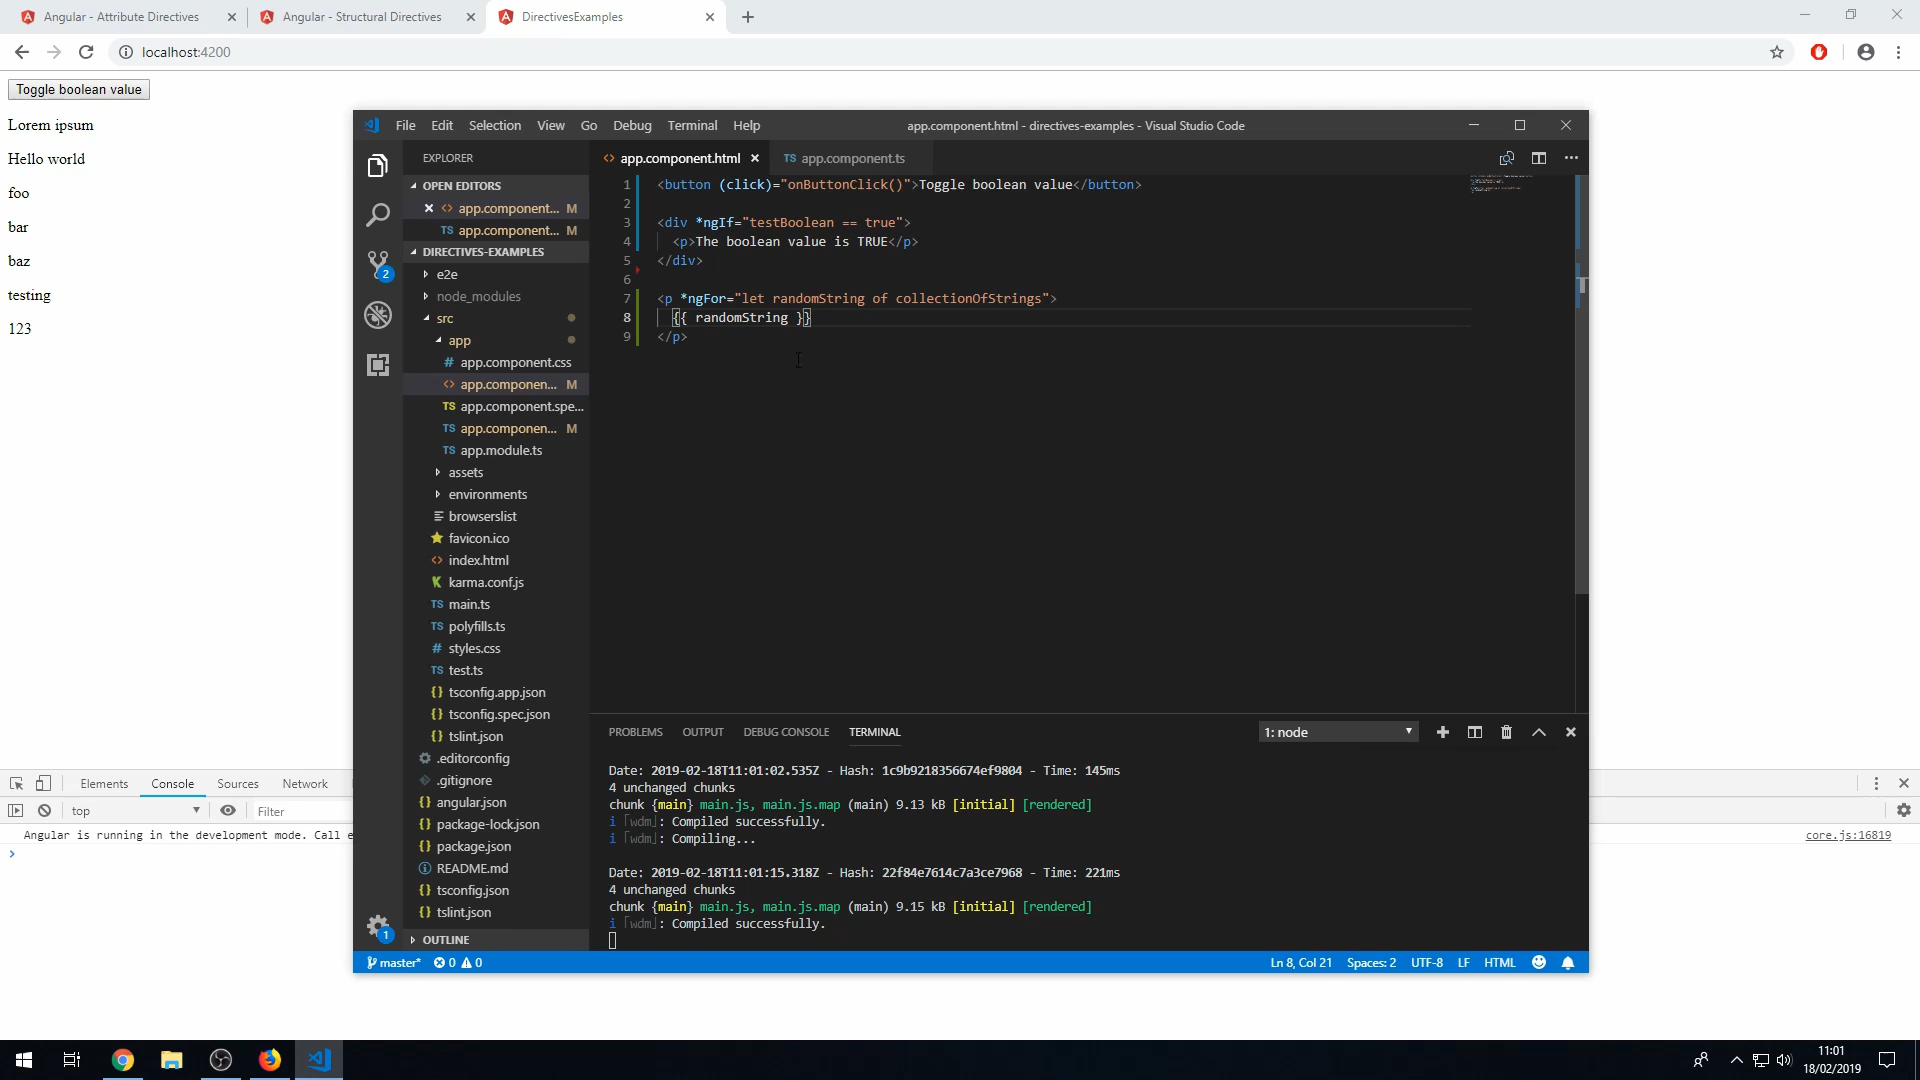 Angular - Attribute Directives
Angular - Structural Directives
DirectivesExamples
localhost:4200
Toggle boolean value
Lorem ipsum
Hello world
foo
bar
baz
testing
123
File Edit Selection View Go Debug Terminal Help
app.component.html - directives-examples - Visual Studio Code
EXPLORER
OPEN EDITORS
app.component... M
TS app.component... M
DIRECTIVES-EXAMPLES
e2e
node_modules
src
app
# app.component.css
<> app.componen... M
TS app.component.spe...
TS app.componen... M
TS app.module.ts
assets
environments
browserslist
favicon.ico
<> index.html
karma.conf.js
TS main.ts
TS polyfills.ts
# styles.css
TS test.ts
{} tsconfig.app.json
{} tsconfig.spec.json
{} tslint.json
.editorconfig
.gitignore
{} angular.json
{} package-lock.json
{} package.json
README.md
{} tsconfig.json
{} tslint.json
OUTLINE
2
1
<> app.component.html
TS app.component.ts
1 <button (click)="onButtonClick()">Toggle boolean value</button>
2
3 <div *ngIf="testBoolean == true">
4 <p>The boolean value is TRUE</p>
5 </div>
6
7 <p *ngFor="let randomString of collectionOfStrings">
8 {{ randomString }}
9 </p>
PROBLEMS OUTPUT DEBUG CONSOLE TERMINAL
1: node
Date: 2019-02-18T11:01:02.535Z - Hash: 1c9b9218356674ef9804 - Time: 145ms
4 unchanged chunks
chunk {main} main.js, main.js.map (main) 9.13 kB [initial] [rendered]
i ｢wdm｣: Compiled successfully.
i ｢wdm｣: Compiling...
Date: 2019-02-18T11:01:15.318Z - Hash: 22f84e7614c7a3ce7968 - Time: 221ms
4 unchanged chunks
chunk {main} main.js, main.js.map (main) 9.15 kB [initial] [rendered]
i ｢wdm｣: Compiled successfully.
master* 0 0
Ln 8, Col 21 Spaces: 2 UTF-8 LF HTML
Elements Console Sources Network
top
Filter
Angular is running in the development mode. Call e
core.js:16819
11:01
18/02/2019